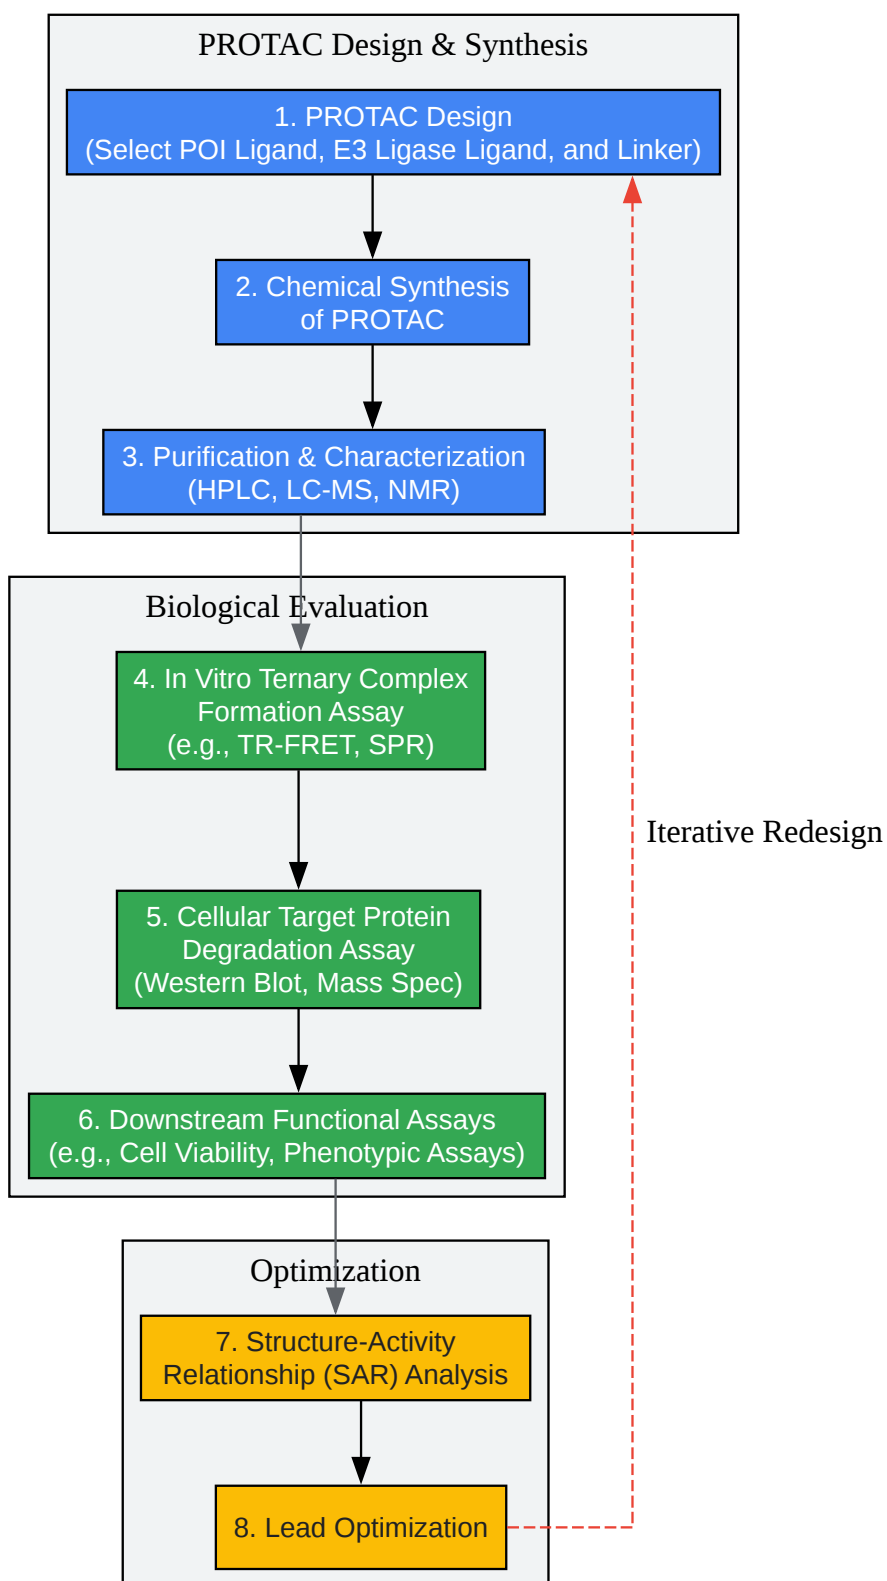 PROTAC Design & Synthesis
1. PROTAC Design
(Select POI Ligand, E3 Ligase Ligand, and Linker)
2. Chemical Synthesis
of PROTAC
3. Purification & Characterization
(HPLC, LC-MS, NMR)
Biological Evaluation
4. In Vitro Ternary Complex
Formation Assay
(e.g., TR-FRET, SPR)
Iterative Redesign
5. Cellular Target Protein
Degradation Assay
(Western Blot, Mass Spec)
6. Downstream Functional Assays
(e.g., Cell Viability, Phenotypic Assays)
Optimization
7. Structure-Activity
Relationship (SAR) Analysis
8. Lead Optimization